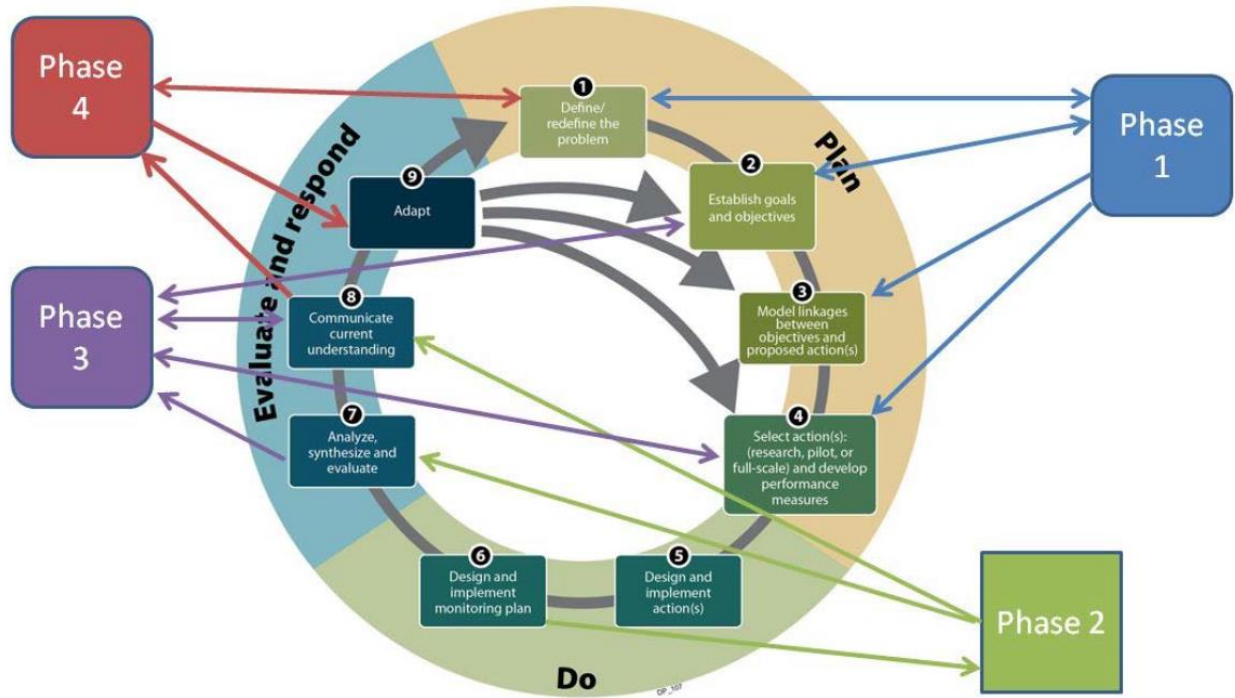 Phase
4
Phase
1
Phase
3
Phase 2
Plan
Do
Evaluate and respond
1
Define/
redefine the
problem
2
Establish goals
and objectives
3
Model linkages
between
objectives and
proposed action(s)
4
Select action(s):
(research, pilot, or
full-scale) and develop
performance
measures
5
Design and
implement
action(s)
6
Design and
implement
monitoring plan
7
Analyze,
synthesize and
evaluate
8
Communicate
current
understanding
9
Adapt